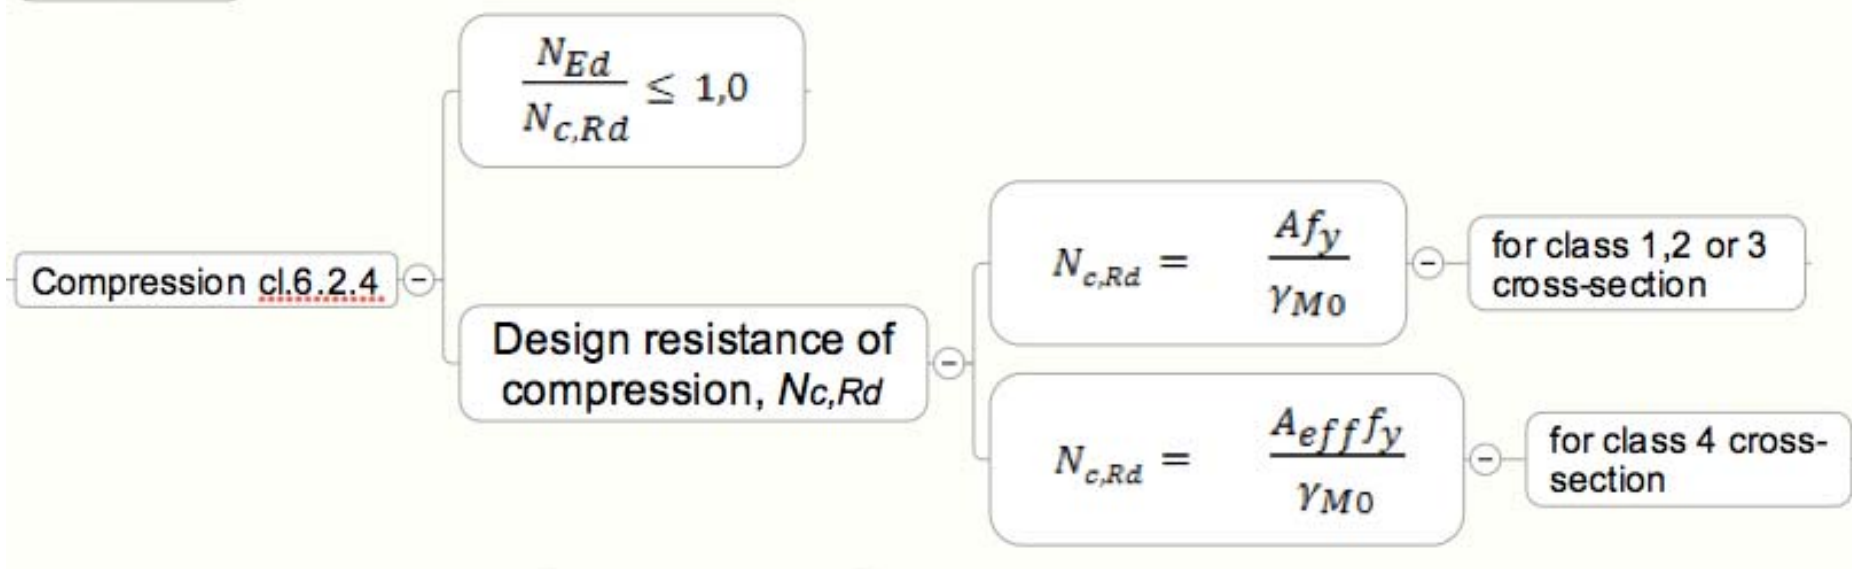 N_Ed / N_c,Rd ≤ 1,0
Compression cl.6.2.4
Design resistance of
compression, Nc,Rd
N_c,Rd = Af_y / γ_M0
for class 1,2 or 3
cross-section
N_c,Rd = A_eff f_y / γ_M0
for class 4 cross-
section